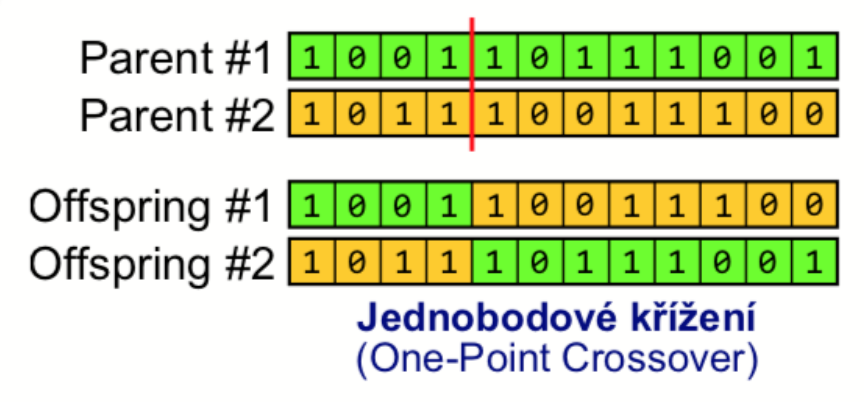 Parent #1 1 0 0 1 1 0 1 1 1 0 0 1
Parent #2 1 0 1 1 1 0 0 1 1 1 0 0
Offspring #1 1 0 0 1 1 0 0 1 1 1 0 0
Offspring #2 1 0 1 1 1 0 1 1 1 0 0 1
Jednobodové křížení
(One-Point Crossover)